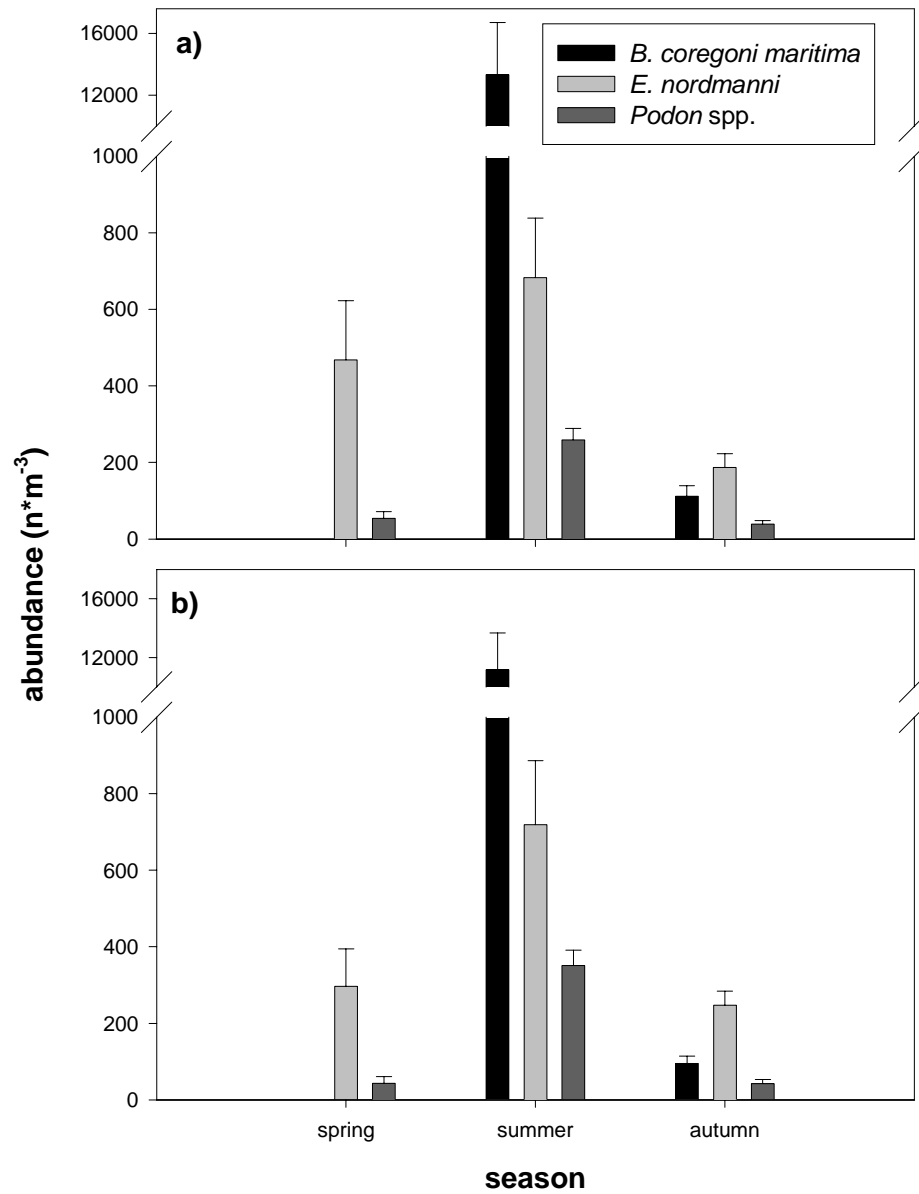 a)
B. coregoni maritima
E. nordmanni
Podon spp.
16000
12000
1000
800
600
400
200
0
abundance (n*m-3)
b)
16000
12000
1000
800
600
400
200
0
spring summer autumn
season